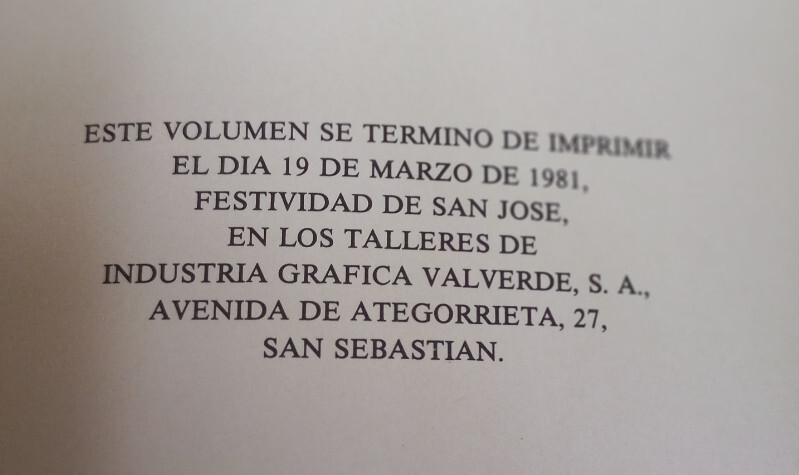 ESTE VOLUMEN SE TERMINO DE IMPRIMIR
EL DIA 19 DE MARZO DE 1981,
FESTIVIDAD DE SAN JOSE,
EN LOS TALLERES DE
INDUSTRIA GRAFICA VALVERDE, S. A.,
AVENIDA DE ATEGORRIETA, 27,
SAN SEBASTIAN.